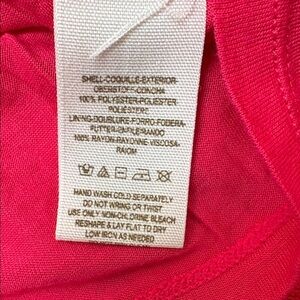 SHELL-COQUILLE-EXTERIOR-
OBERSTOFF-CONCHA
100% POLYESTER-POLIESTER-
POLIESTERE
LINING-DOUBLURE-FORRO-FODERA-
100% RAYON-RAYONNE-VISCOSA-
RAION
HAND WASH COLD SEPARATELY
DO NOT WRING OR TWIST
USE ONLY NON-CHLORINE BLEACH
RESHAPE & LAY FLAT TO DRY
LOW IRON AS NEEDED